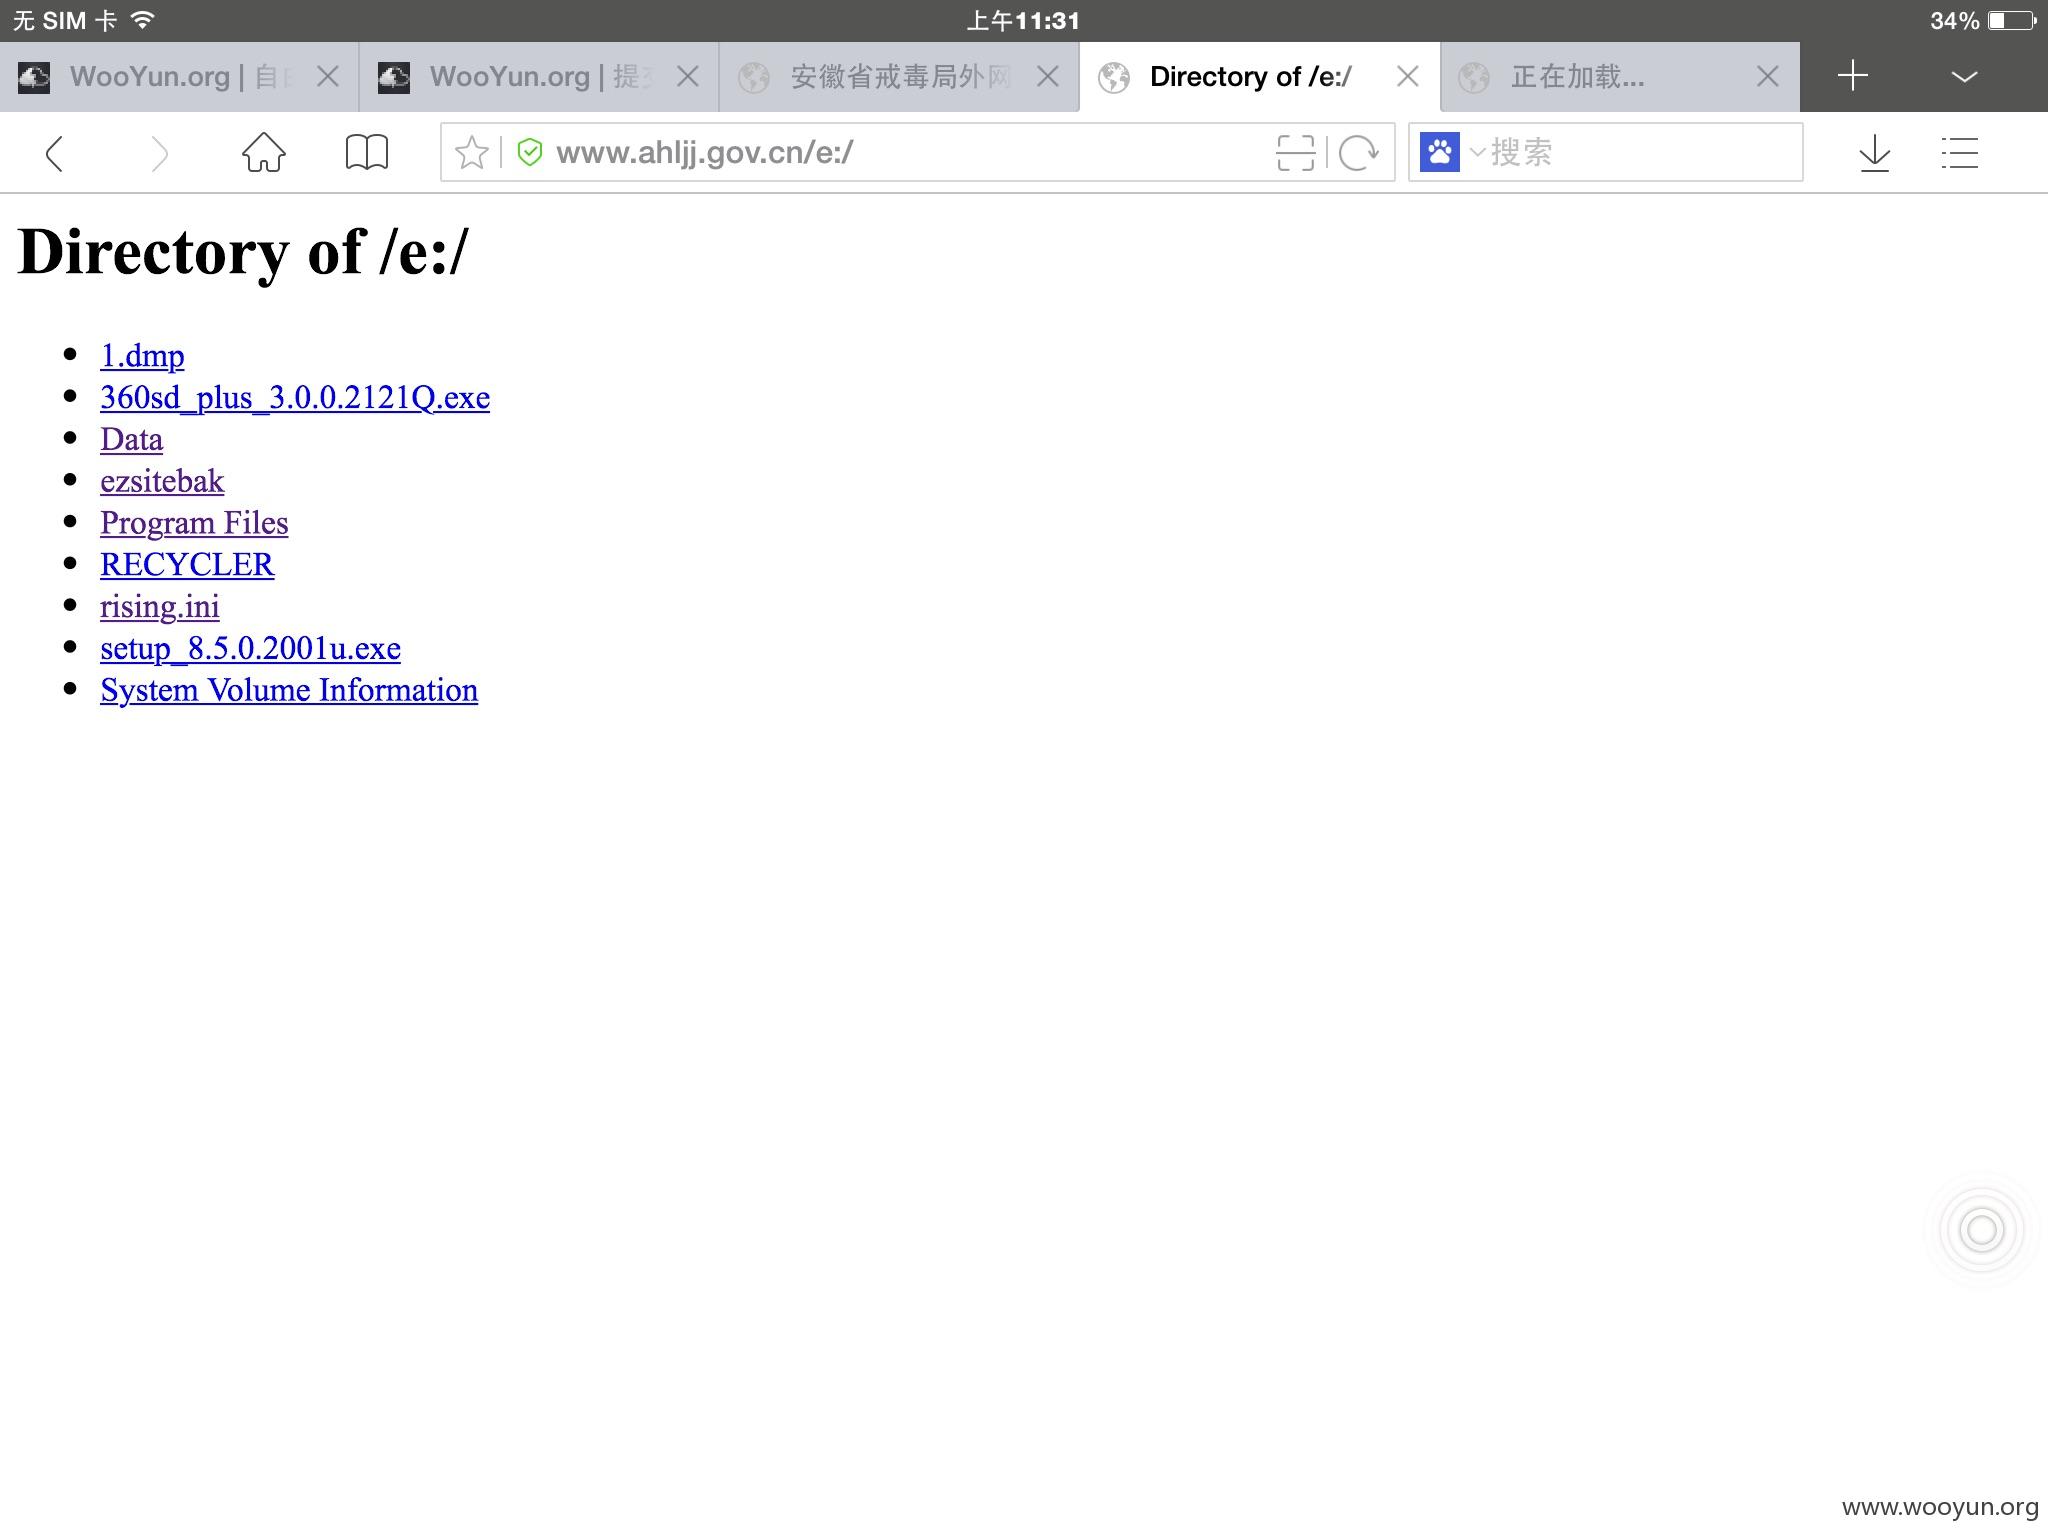 无 SIM 卡
上午11:31
34%
WooYun.org | 自
WooYun.org | 提
安徽省戒毒局外网
Directory of /e:/
正在加载...
www.ahljj.gov.cn/e:/
搜索
Directory of /e:/
1.dmp
360sd_plus_3.0.0.2121Q.exe
Data
ezsitebak
Program Files
RECYCLER
rising.ini
setup_8.5.0.2001u.exe
System Volume Information
www.wooyun.org